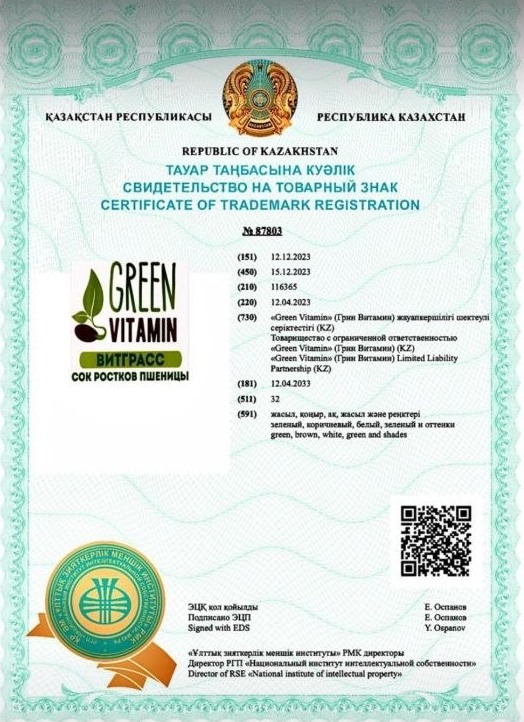 ҚАЗАҚСТАН РЕСПУБЛИКАСЫ
РЕСПУБЛИКА КАЗАХСТАН
REPUBLIC OF KAZAKHSTAN
ТАУАР ТАҢБАСЫНА КУӘЛІК
СВИДЕТЕЛЬСТВО НА ТОВАРНЫЙ ЗНАК
CERTIFICATE OF TRADEMARK REGISTRATION
№ 87803
GREEN
VITAMIN
ВИТГРАСС
СОК РОСТКОВ ПШЕНИЦЫ
(151) 12.12.2023
(450) 15.12.2023
(210) 116365
(220) 12.04.2023
(730) «Green Vitamin» (Грин Витамин) жауапкершілігі шектеулі
серіктестігі (KZ)
Товарищество с ограниченной ответственностью
«Green Vitamin» (Грин Витамин) (KZ)
«Green Vitamin» (Грин Витамин) Limited Liability
Partnership (KZ)
(181) 12.04.2033
(511) 32
(591) жасыл, қоңыр, ақ, жасыл және реңктері
зеленый, коричневый, белый, зеленый и оттенки
green, brown, white, green and shades
ЭЦҚ қол қойылды Е. Оспанов
Подписано ЭЦП Е. Оспанов
Signed with EDS Y. Ospanov
«Ұлттық зияткерлік меншік институты» РМК директоры
Директор РГП «Национальный институт интеллектуальной собственности»
Director of RSE «National institute of intellectual property»